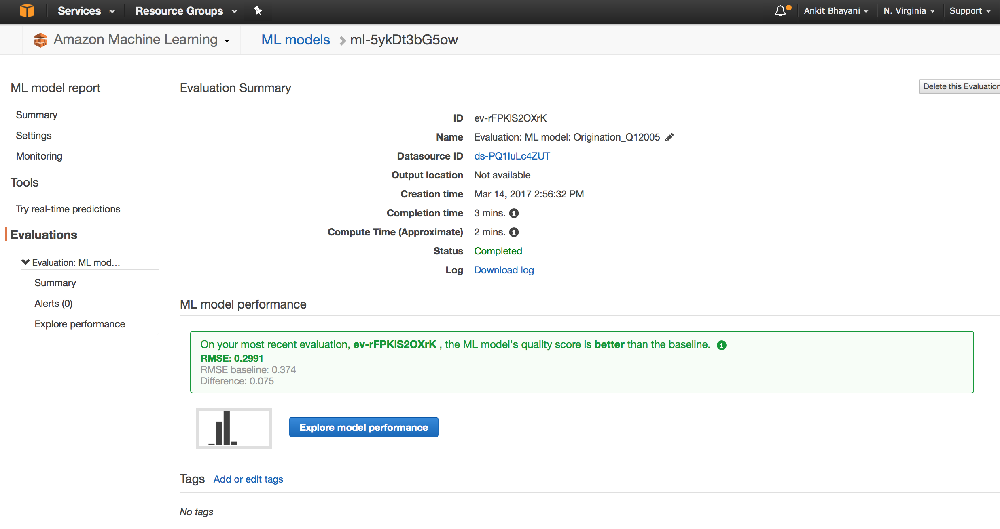 Services Resource Groups Ankit Bhayani N. Virginia Support
Amazon Machine Learning ML models ml-5ykDt3bG5ow
ML model report
Summary
Settings
Monitoring
Tools
Try real-time predictions
Evaluations
Evaluation: ML mod...
Summary
Alerts (0)
Explore performance
Evaluation Summary Delete this Evaluation
ID ev-rFPKlS2OXrK
Name Evaluation: ML model: Origination_Q12005
Datasource ID ds-PQ1IuLc4ZUT
Output location Not available
Creation time Mar 14, 2017 2:56:32 PM
Completion time 3 mins.
Compute Time (Approximate) 2 mins.
Status Completed
Log Download log
ML model performance
On your most recent evaluation, ev-rFPKlS2OXrK , the ML model's quality score is better than the baseline.
RMSE: 0.2991
RMSE baseline: 0.374
Difference: 0.075
Explore model performance
Tags Add or edit tags
No tags